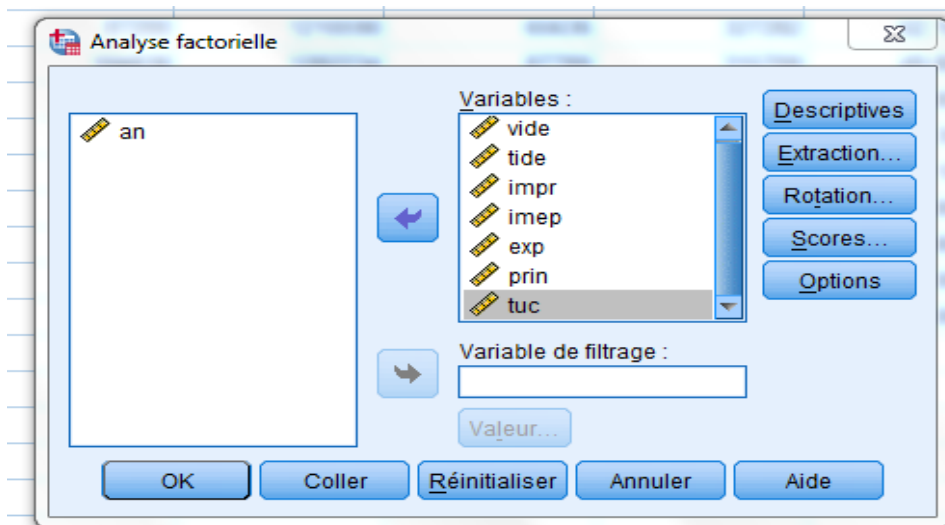 Analyse factorielle
an
Variables :
vide
tide
impr
imep
exp
prin
tuc
Descriptives
Extraction...
Rotation...
Scores...
Options
Variable de filtrage :
Valeur...
OK Coller Réinitialiser Annuler Aide